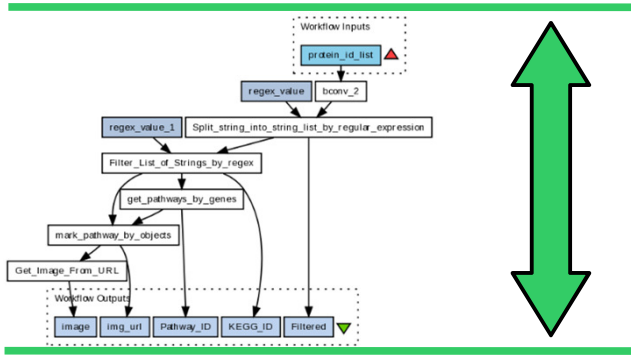 Workflow Inputs
protein_id_list
regex_value
bconv_2
regex_value_1
Split_string_into_string_list_by_regular_expression
Filter_List_of_Strings_by_regex
get_pathways_by_genes
mark_pathway_by_objects
Get_Image_From_URL
Workflow Outputs
image
img_url
Pathway_ID
KEGG_ID
Filtered